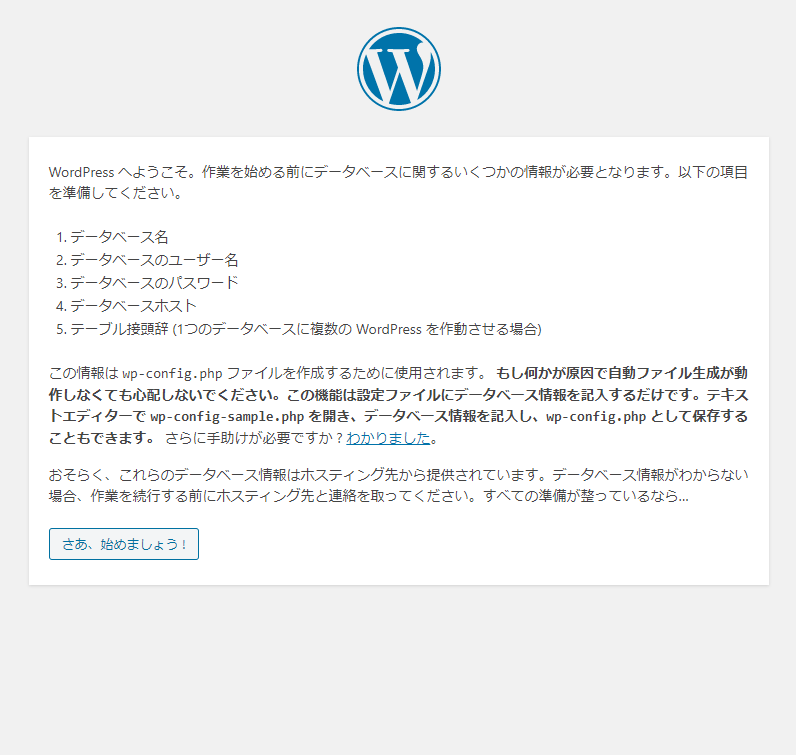 WordPress へようこそ。作業を始める前にデータベースに関するいくつかの情報が必要となります。以下の項目
を準備してください。
1. データベース名
2. データベースのユーザー名
3. データベースのパスワード
4. データベースホスト
5. テーブル接頭辞 (1つのデータベースに複数の WordPress を作動させる場合)
この情報は wp-config.php ファイルを作成するために使用されます。 もし何かが原因で自動ファイル生成が動
作しなくても心配しないでください。この機能は設定ファイルにデータベース情報を記入するだけです。テキス
トエディターで wp-config-sample.php を開き、データベース情報を記入し、wp-config.php として保存する
こともできます。 さらに手助けが必要ですか ? わかりました。
おそらく、これらのデータベース情報はホスティング先から提供されています。データベース情報がわからない
場合、作業を続行する前にホスティング先と連絡を取ってください。すべての準備が整っているなら…
さあ、始めましょう !